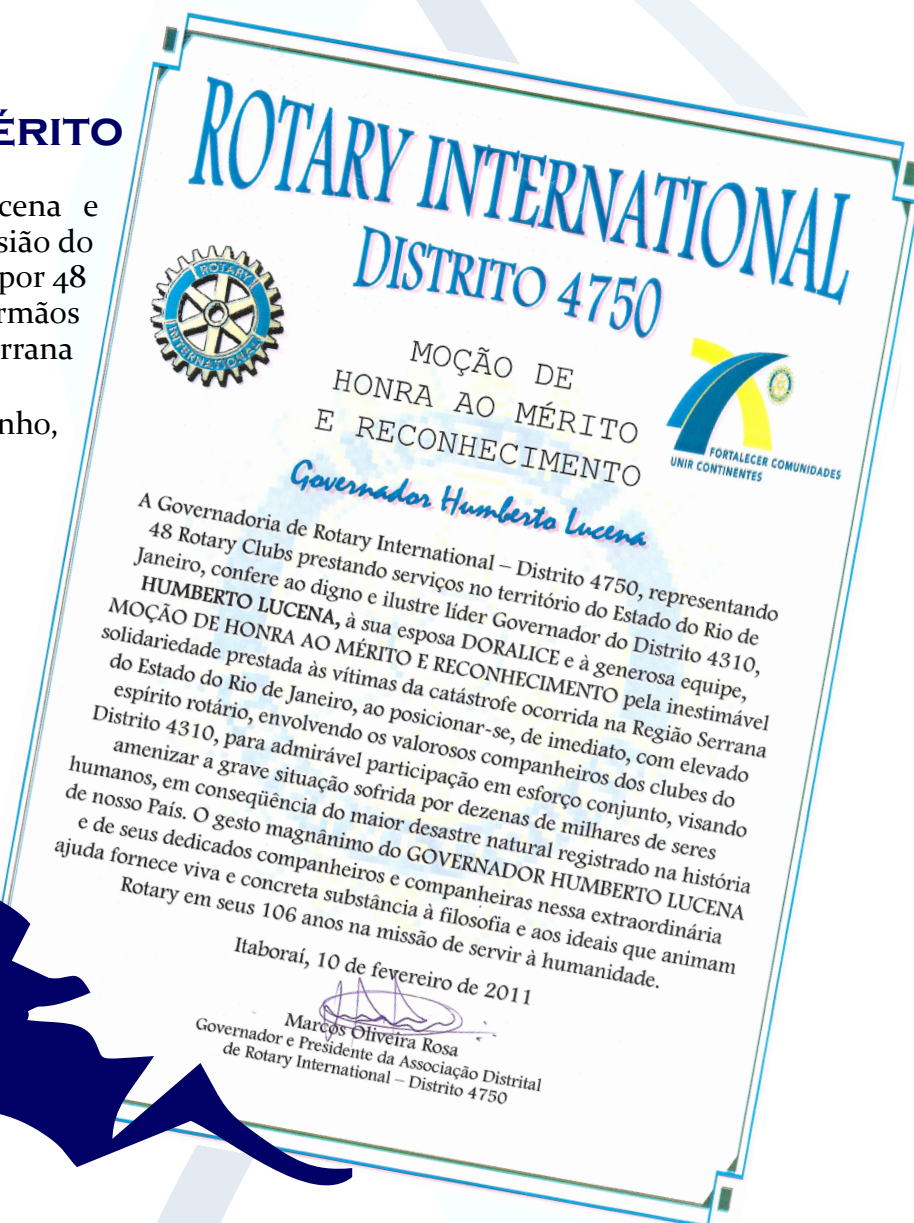 ÉRITO
cena e
sião do
por 48
rmãos
rrana
nho,
ROTARY INTERNATIONAL
DISTRITO 4750
ROTARY
INTERNATIONAL
MOÇÃO DE
HONRA AO MÉRITO
E RECONHECIMENTO
FORTALECER COMUNIDADES
UNIR CONTINENTES
Governador Humberto Lucena
A Governadoria de Rotary International – Distrito 4750, representando
48 Rotary Clubs prestando serviços no território do Estado do Rio de
Janeiro, confere ao digno e ilustre líder Governador do Distrito 4310,
HUMBERTO LUCENA, à sua esposa DORALICE e à generosa equipe,
MOÇÃO DE HONRA AO MÉRITO E RECONHECIMENTO pela inestimável
solidariedade prestada às vítimas da catástrofe ocorrida na Região Serrana
do Estado do Rio de Janeiro, ao posicionar-se, de imediato, com elevado
espírito rotário, envolvendo os valorosos companheiros dos clubes do
Distrito 4310, para admirável participação em esforço conjunto, visando
amenizar a grave situação sofrida por dezenas de milhares de seres
humanos, em conseqüência do maior desastre natural registrado na história
de nosso País. O gesto magnânimo do GOVERNADOR HUMBERTO LUCENA
e de seus dedicados companheiros e companheiras nessa extraordinária
ajuda fornece viva e concreta substância à filosofia e aos ideais que animam
Rotary em seus 106 anos na missão de servir à humanidade.
Itaboraí, 10 de fevereiro de 2011
Marcos Oliveira Rosa
Governador e Presidente da Associação Distrital
de Rotary International – Distrito 4750